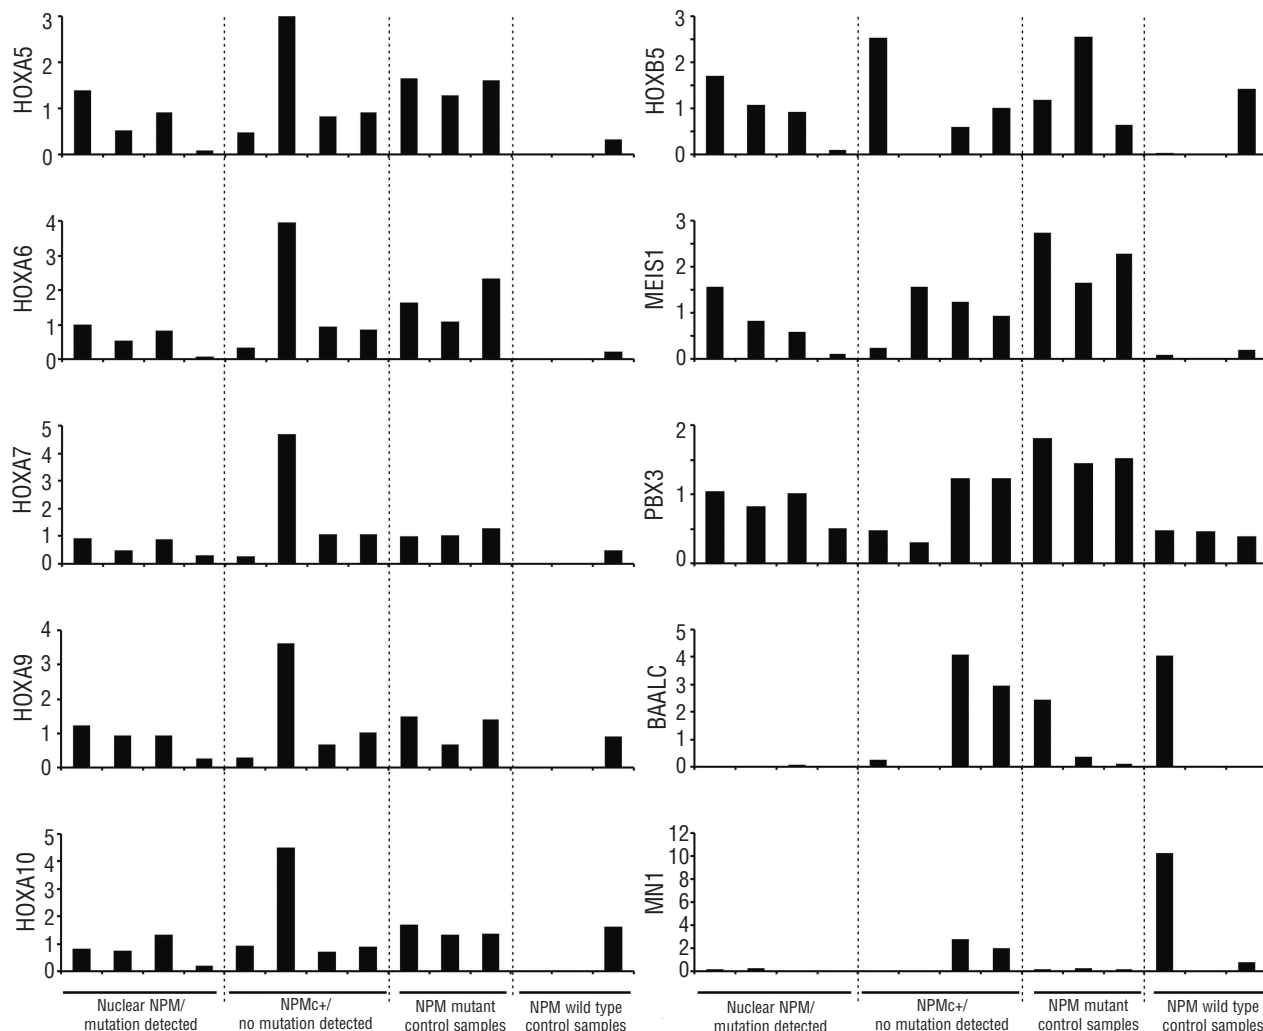 HOXA5
3
2
1
0
HOXB5
3
2
1
0
HOXA6
4
3
2
1
0
MEIS1
3
2
1
0
HOXA7
5
4
3
2
1
0
PBX3
2
1
0
HOXA9
4
3
2
1
0
BAALC
5
4
3
2
1
0
HOXA10
5
4
3
2
1
0
MN1
12
10
8
6
4
2
0
Nuclear NPM/
mutation detected
NPMc+/
no mutation detected
NPM mutant
control samples
NPM wild type
control samples
Nuclear NPM/
mutation detected
NPMc+/
no mutation detected
NPM mutant
control samples
NPM wild type
control samples